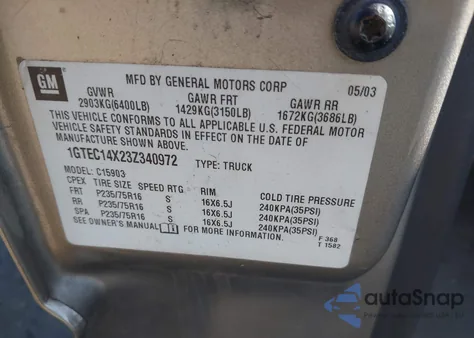 GM
MFD BY GENERAL MOTORS CORP 05/03
GVWR GAWR FRT GAWR RR
2903KG(6400LB) 1429KG(3150LB) 1672KG(3686LB)
THIS VEHICLE CONFORMS TO ALL APPLICABLE U.S. FEDERAL MOTOR
VEHICLE SAFETY STANDARDS IN EFFECT ON THE DATE OF
MANUFACTURE SHOWN ABOVE.
1GTEC14X23Z340972 TYPE: TRUCK
MODEL: C15903
CPEX TIRE SIZE SPEED RTG RIM COLD TIRE PRESSURE
FRT P235/75R16 S 16X6.5J 240KPA(35PSI)
RR P235/75R16 S 16X6.5J 240KPA(35PSI)
SPA P235/75R16 S 16X6.5J 240KPA(35PSI)
SEE OWNER'S MANUAL FOR MORE INFORMATION. F 368
T 1582
autoSnap